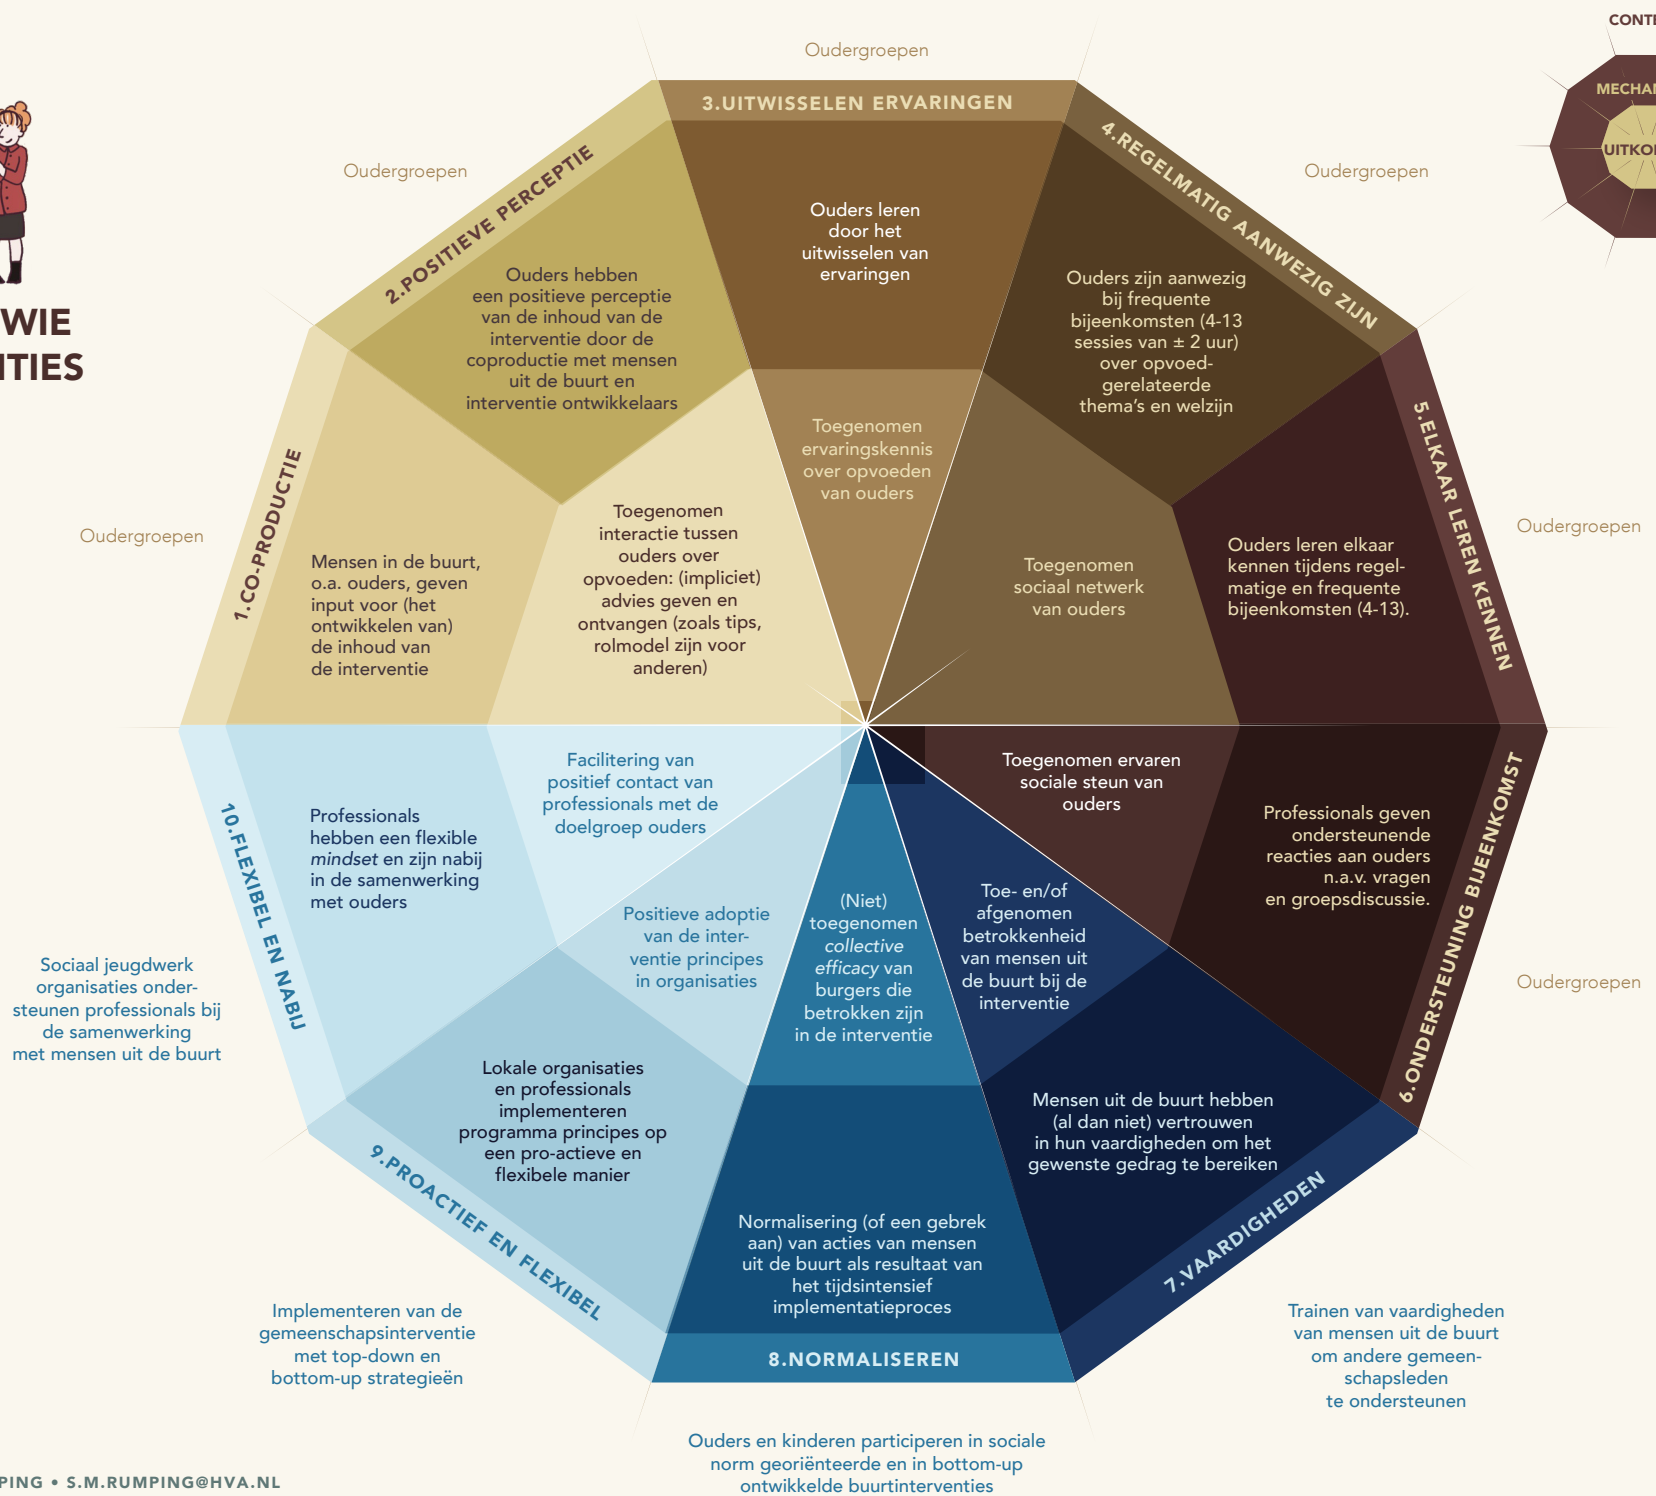 WIE
ITIES
CONTE
MECHAN
UITKO
Oudergroepen
1.CO-PRODUCTIE
Mensen in de buurt,
o.a. ouders, geven
input voor (het
ontwikkelen van)
de inhoud van
de interventie
Oudergroepen
2.POSITIEVE PERCEPTIE
Ouders hebben
een positieve perceptie
van de inhoud van de
interventie door de
coproductie met mensen
uit de buurt en
interventie ontwikkelaars
Toegenomen
interactie tussen
ouders over
opvoeden: (impliciet)
advies geven en
ontvangen (zoals tips,
rolmodel zijn voor
anderen)
Oudergroepen
3.UITWISSELEN ERVARINGEN
Ouders leren
door het
uitwisselen van
ervaringen
Toegenomen
ervaringskennis
over opvoeden
van ouders
Oudergroepen
4.REGELMATIG AANWEZIG ZIJN
Ouders zijn aanwezig
bij frequente
bijeenkomsten (4-13
sessies van ± 2 uur)
over opvoed-
gerelateerde
thema's en welzijn
Toegenomen
sociaal netwerk
van ouders
Oudergroepen
5.ELKAAR LEREN KENNEN
Ouders leren elkaar
kennen tijdens regel-
matige en frequente
bijeenkomsten (4-13).
Oudergroepen
6.ONDERSTEUNING BIJEENKOMST
Professionals geven
ondersteunende
reacties aan ouders
n.a.v. vragen
en groepsdiscussie.
Toegenomen ervaren
sociale steun van
ouders
Trainen van vaardigheden
van mensen uit de buurt
om andere gemeen-
schapsleden
te ondersteunen
7.VAARDIGHEDEN
Mensen uit de buurt hebben
(al dan niet) vertrouwen
in hun vaardigheden om het
gewenste gedrag te bereiken
Toe- en/of
afgenomen
betrokkenheid
van mensen uit
de buurt bij de
interventie
Ouders en kinderen participeren in sociale
norm georiënteerde en in bottom-up
ontwikkelde buurtinterventies
8.NORMALISEREN
Normalisering (of een gebrek
aan) van acties van mensen
uit de buurt als resultaat van
het tijdsintensief
implementatieproces
(Niet)
toegenomen
collective
efficacy van
burgers die
betrokken zijn
in de interventie
Implementeren van de
gemeenschapsinterventie
met top-down en
bottom-up strategieën
9.PROACTIEF EN FLEXIBEL
Lokale organisaties
en professionals
implementeren
programma principes op
een pro-actieve en
flexibele manier
Positieve adoptie
van de inter-
ventie principes
in organisaties
Sociaal jeugdwerk
organisaties onder-
steunen professionals bij
de samenwerking
met mensen uit de buurt
10.FLEXIBEL EN NABIJ
Professionals
hebben een flexible
mindset en zijn nabij
in de samenwerking
met ouders
Facilitering van
positief contact van
professionals met de
doelgroep ouders
PING • S.M.RUMPING@HVA.NL